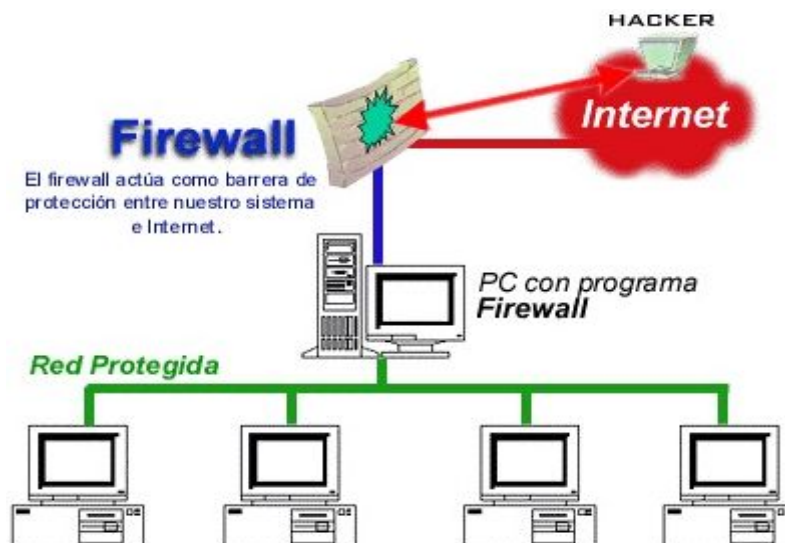 HACKER
Internet
Firewall
El firewall actúa como barrera de
protección entre nuestro sistema
e Internet.
PC con programa
Firewall
Red Protegida